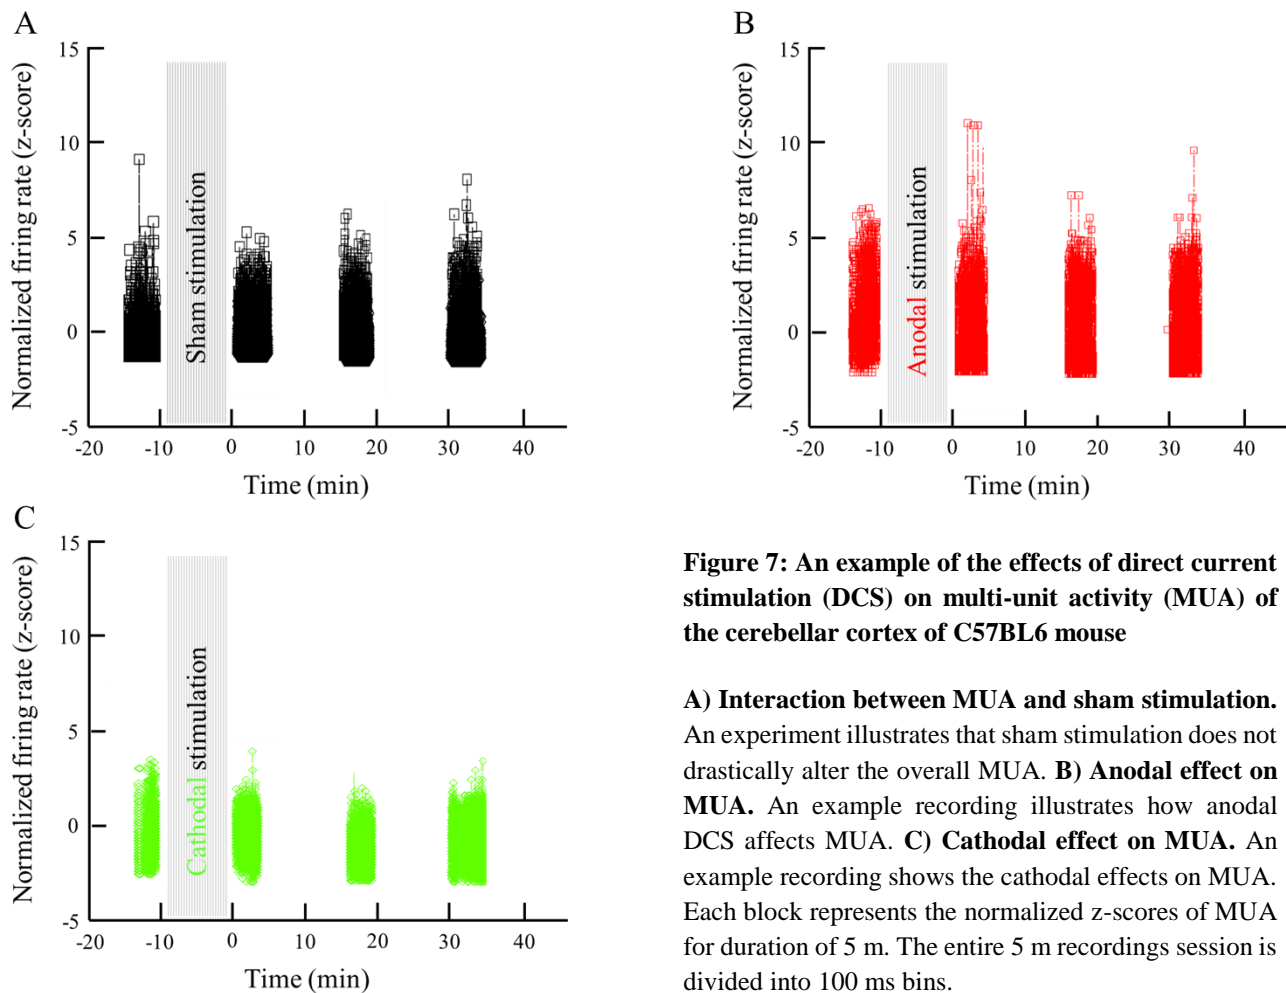 A
Normalized firing rate (z-score)
15
10
5
0
-5
Sham stimulation
-20
-10
0
10
20
30
40
Time (min)
B
Normalized firing rate (z-score)
15
10
5
0
-5
Anodal stimulation
-20
-10
0
10
20
30
40
Time (min)
C
Normalized firing rate (z-score)
15
10
5
0
-5
Cathodal stimulation
-20
-10
0
10
20
30
40
Time (min)
Figure 7: An example of the effects of direct current
stimulation (DCS) on multi-unit activity (MUA) of
the cerebellar cortex of C57BL6 mouse
A) Interaction between MUA and sham stimulation.
An experiment illustrates that sham stimulation does not
drastically alter the overall MUA. B) Anodal effect on
MUA. An example recording illustrates how anodal
DCS affects MUA. C) Cathodal effect on MUA. An
example recording shows the cathodal effects on MUA.
Each block represents the normalized z-scores of MUA
for duration of 5 m. The entire 5 m recordings session is
divided into 100 ms bins.